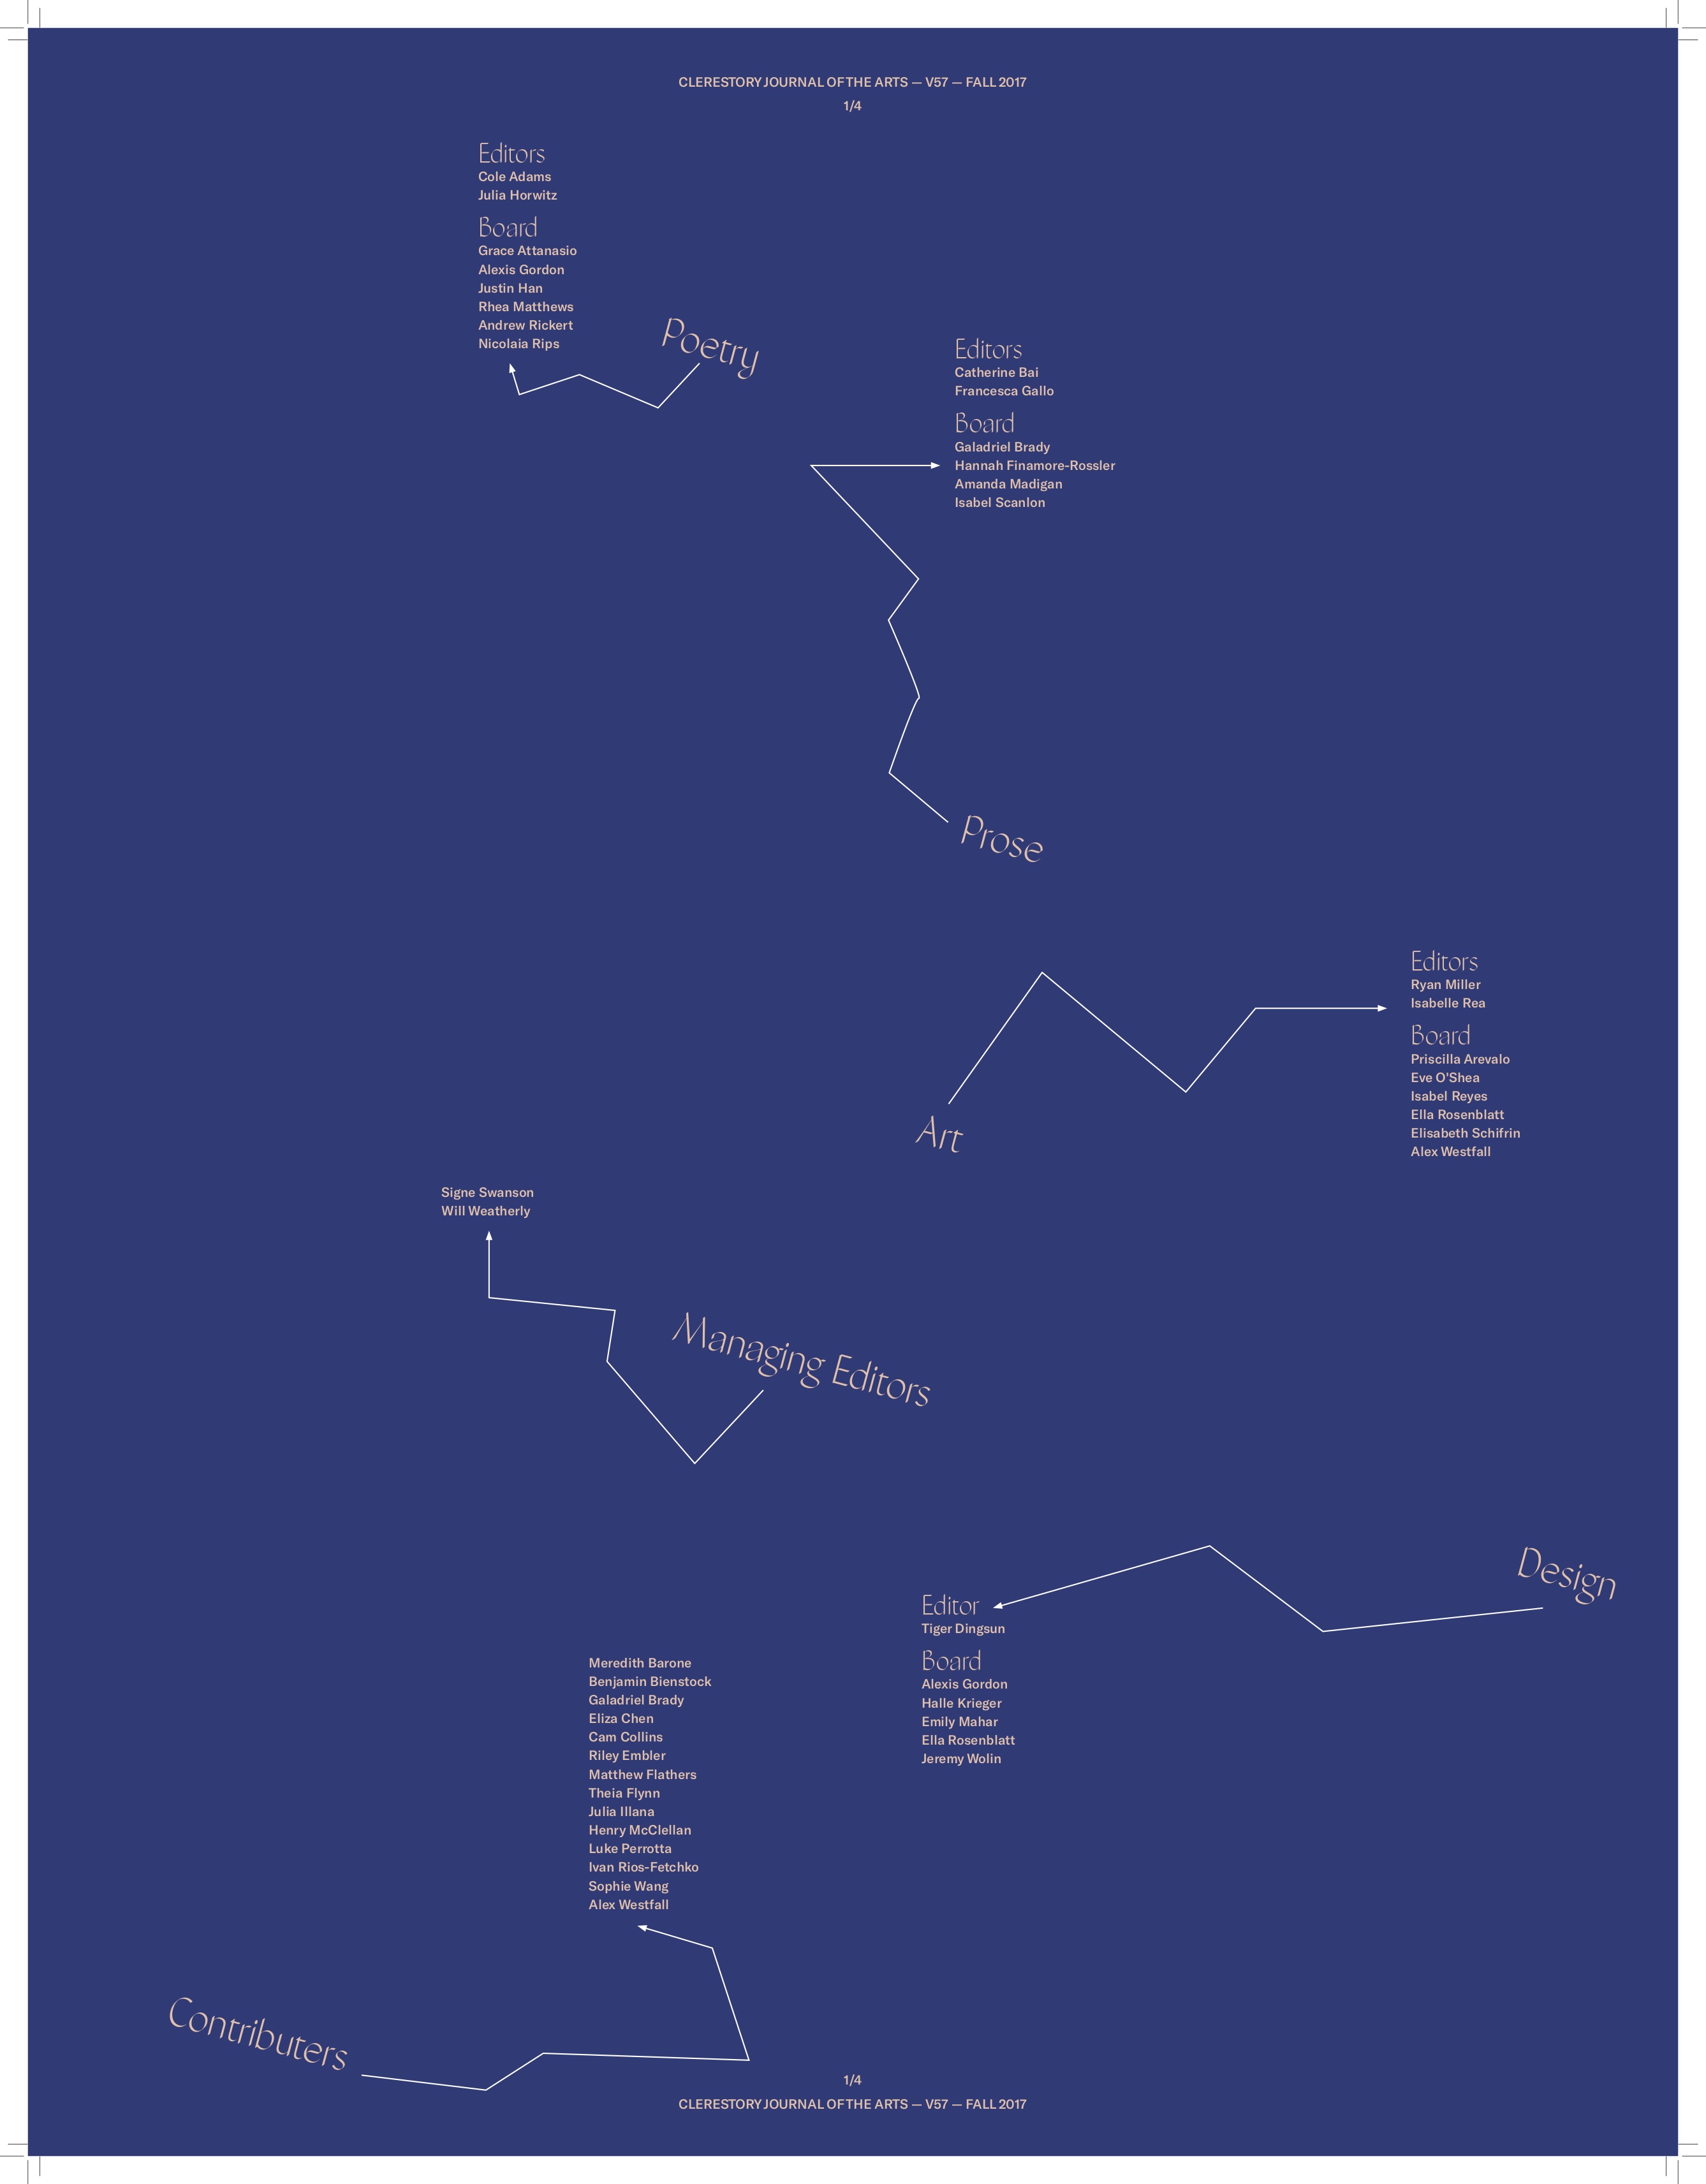 CLERESTORY JOURNAL OF THE ARTS — V57 — FALL 2017
1/4
Editors
Cole Adams
Julia Horwitz
Board
Grace Attanasio
Alexis Gordon
Justin Han
Rhea Matthews
Andrew Rickert
Nicolaia Rips
Poetry
Editors
Catherine Bai
Francesca Gallo
Board
Galadriel Brady
Hannah Finamore-Rossler
Amanda Madigan
Isabel Scanlon
Prose
Editors
Ryan Miller
Isabelle Rea
Board
Priscilla Arevalo
Eve O'Shea
Isabel Reyes
Ella Rosenblatt
Elisabeth Schifrin
Alex Westfall
Art
Signe Swanson
Will Weatherly
Managing Editors
Design
Editor
Tiger Dingsun
Board
Alexis Gordon
Halle Krieger
Emily Mahar
Ella Rosenblatt
Jeremy Wolin
Meredith Barone
Benjamin Bienstock
Galadriel Brady
Eliza Chen
Cam Collins
Riley Embler
Matthew Flathers
Theia Flynn
Julia Illana
Henry McClellan
Luke Perrotta
Ivan Rios-Fetchko
Sophie Wang
Alex Westfall
Contributers
1/4
CLERESTORY JOURNAL OF THE ARTS — V57 — FALL 2017